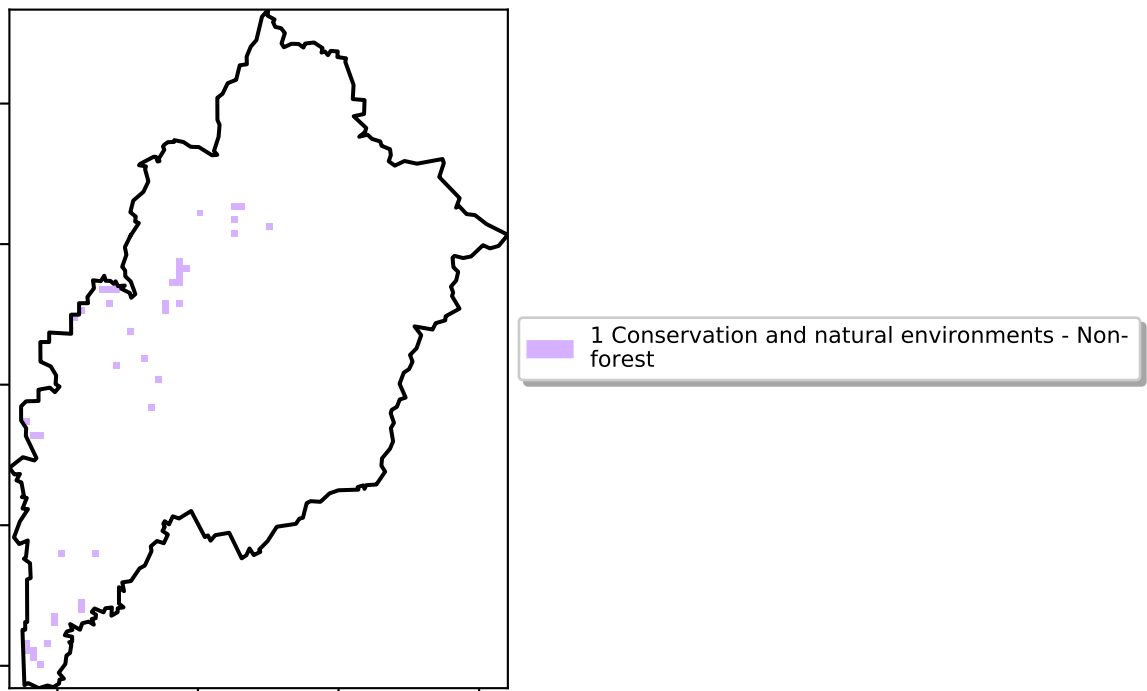 1 Conservation and natural environments - Non-
forest